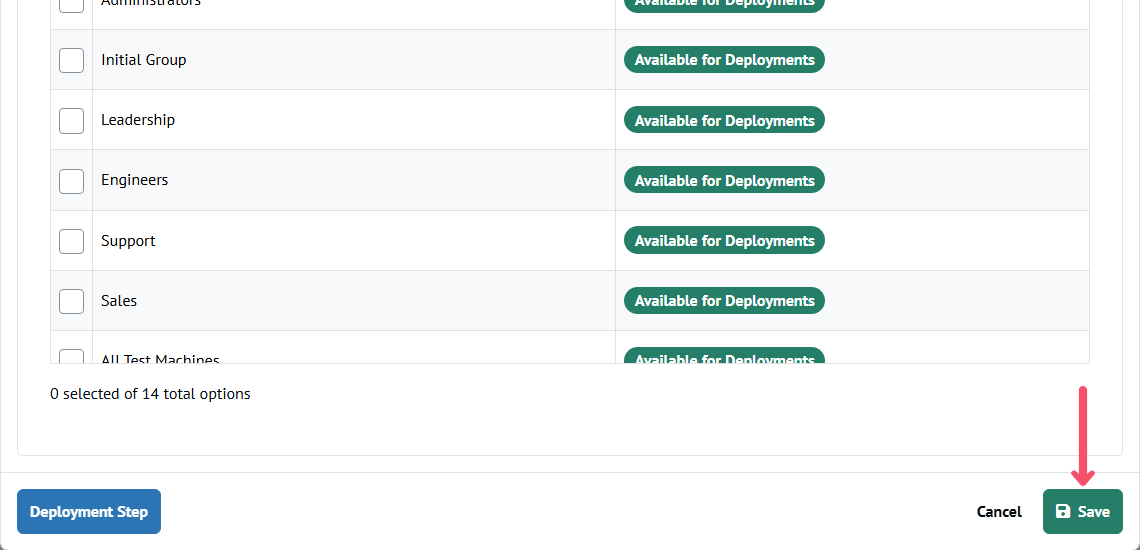 Administrators Available for Deployments
Initial Group Available for Deployments
Leadership Available for Deployments
Engineers Available for Deployments
Support Available for Deployments
Sales Available for Deployments
All Test Machines Available for Deployments
0 selected of 14 total options
Deployment Step Cancel Save